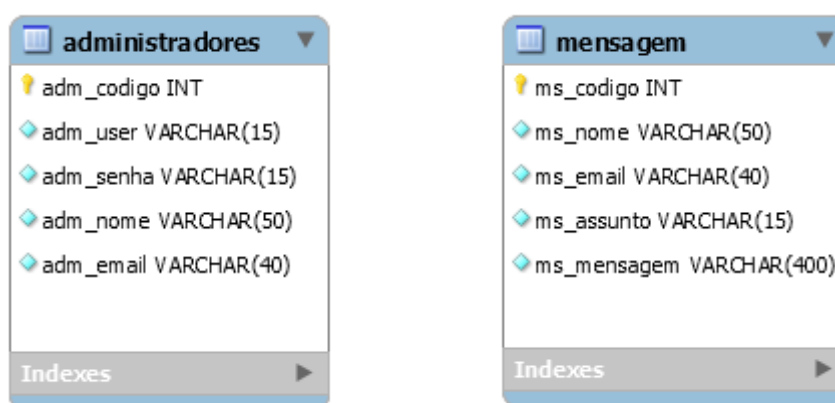 administradores
adm_codigo INT
adm_user VARCHAR(15)
adm_senha VARCHAR(15)
adm_nome VARCHAR(50)
adm_email VARCHAR(40)
Indexes
mensagem
ms_codigo INT
ms_nome VARCHAR(50)
ms_email VARCHAR(40)
ms_assunto VARCHAR(15)
ms_mensagem VARCHAR(400)
Indexes